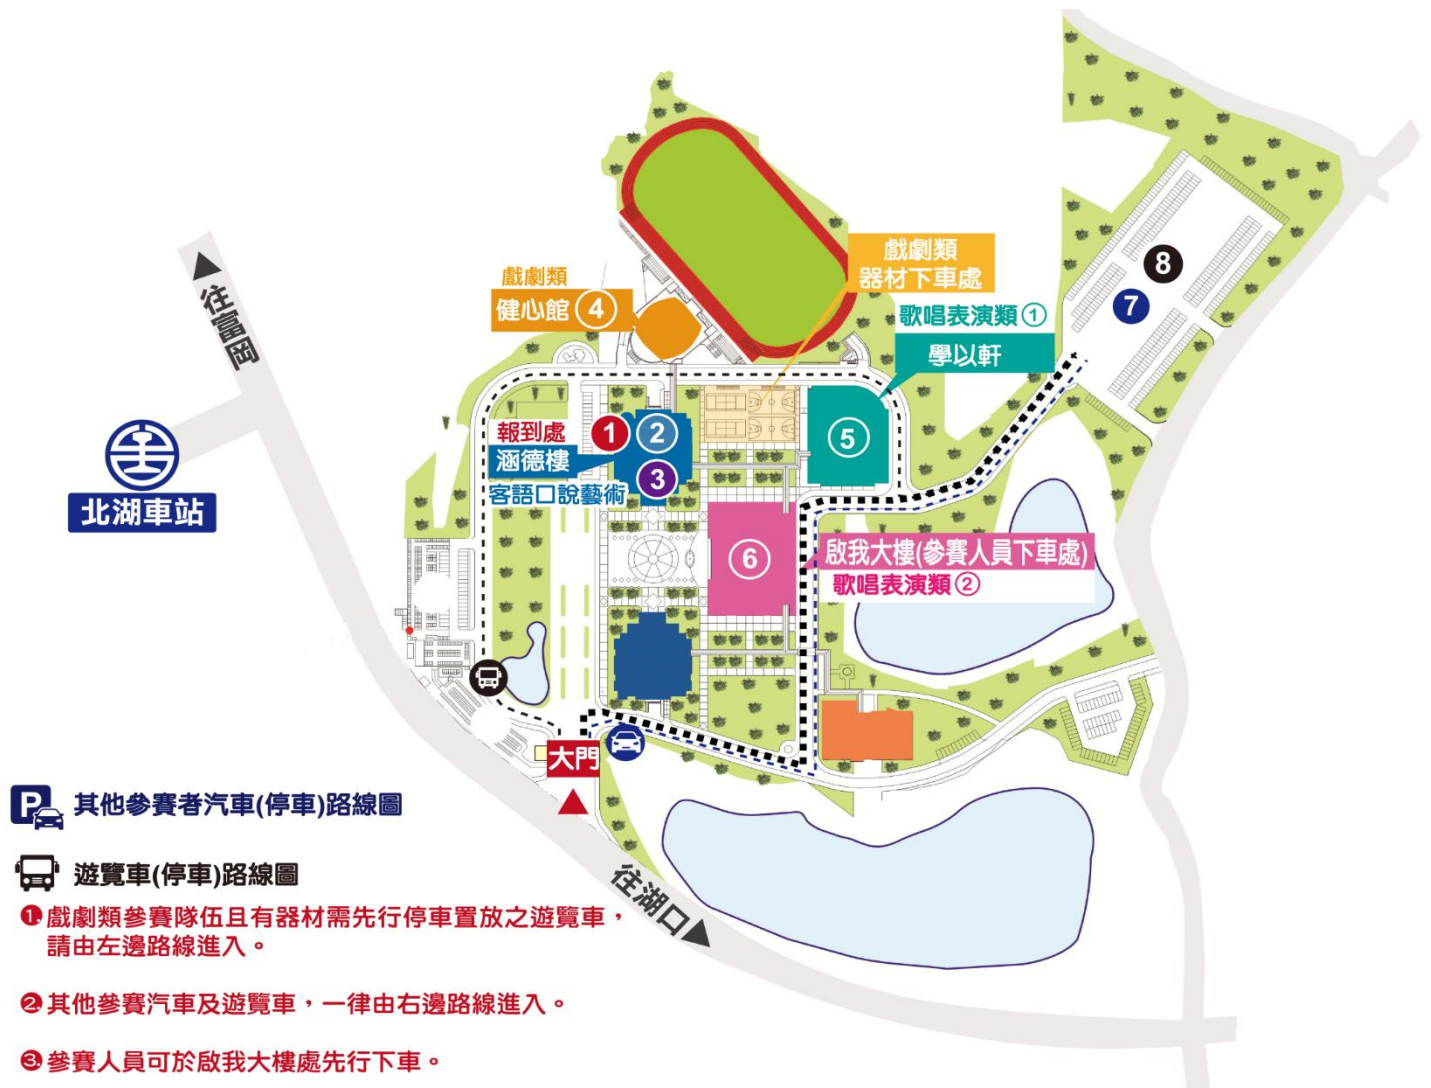 往富岡
北湖車站
戲劇類
健心館 4
戲劇類
器材下車處
歌唱表演類①
學以軒
8
7
報到處
涵德樓
客語口說藝術
1
2
3
5
6
啟我大樓(參賽人員下車處)
歌唱表演類②
大門
往湖口
P 其他參賽者汽車(停車)路線圖
遊覽車(停車)路線圖
❶戲劇類參賽隊伍且有器材需先行停車置放之遊覽車，
請由左邊路線進入。
❷其他參賽汽車及遊覽車，一律由右邊路線進入。
❸參賽人員可於啟我大樓處先行下車。